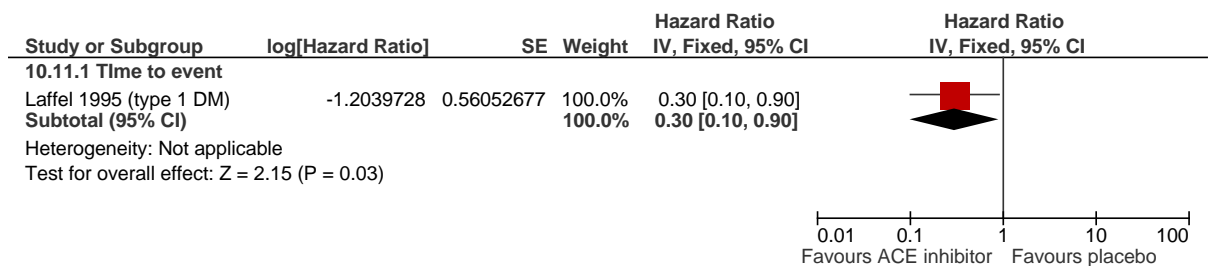 Hazard Ratio Hazard Ratio
Study or Subgroup log[Hazard Ratio] SE Weight IV, Fixed, 95% CI IV, Fixed, 95% CI
10.11.1 TIme to event
Laffel 1995 (type 1 DM) -1.2039728 0.56052677 100.0% 0.30 [0.10, 0.90]
Subtotal (95% CI) 100.0% 0.30 [0.10, 0.90]
Heterogeneity: Not applicable
Test for overall effect: Z = 2.15 (P = 0.03)
0.01 0.1 1 10 100
Favours ACE inhibitor Favours placebo